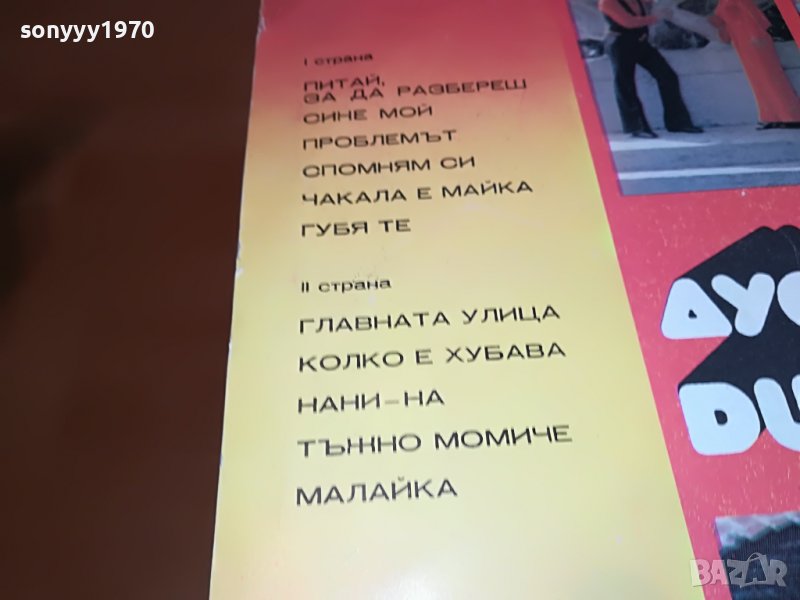 sonyyy1970
I страна
ПИТАЙ,
ЗА ДА РАЗБЕРЕШ
СИНЕ МОЙ
ПРОБЛЕМЪТ
СПОМНЯМ СИ
ЧАКАЛА Е МАЙКА
ГУБЯ ТЕ
II страна
ГЛАВНАТА УЛИЦА
КОЛКО Е ХУБАВА
НАНИ-НА
ТЪЖНО МОМИЧЕ
МАЛАЙКА
BAZAR